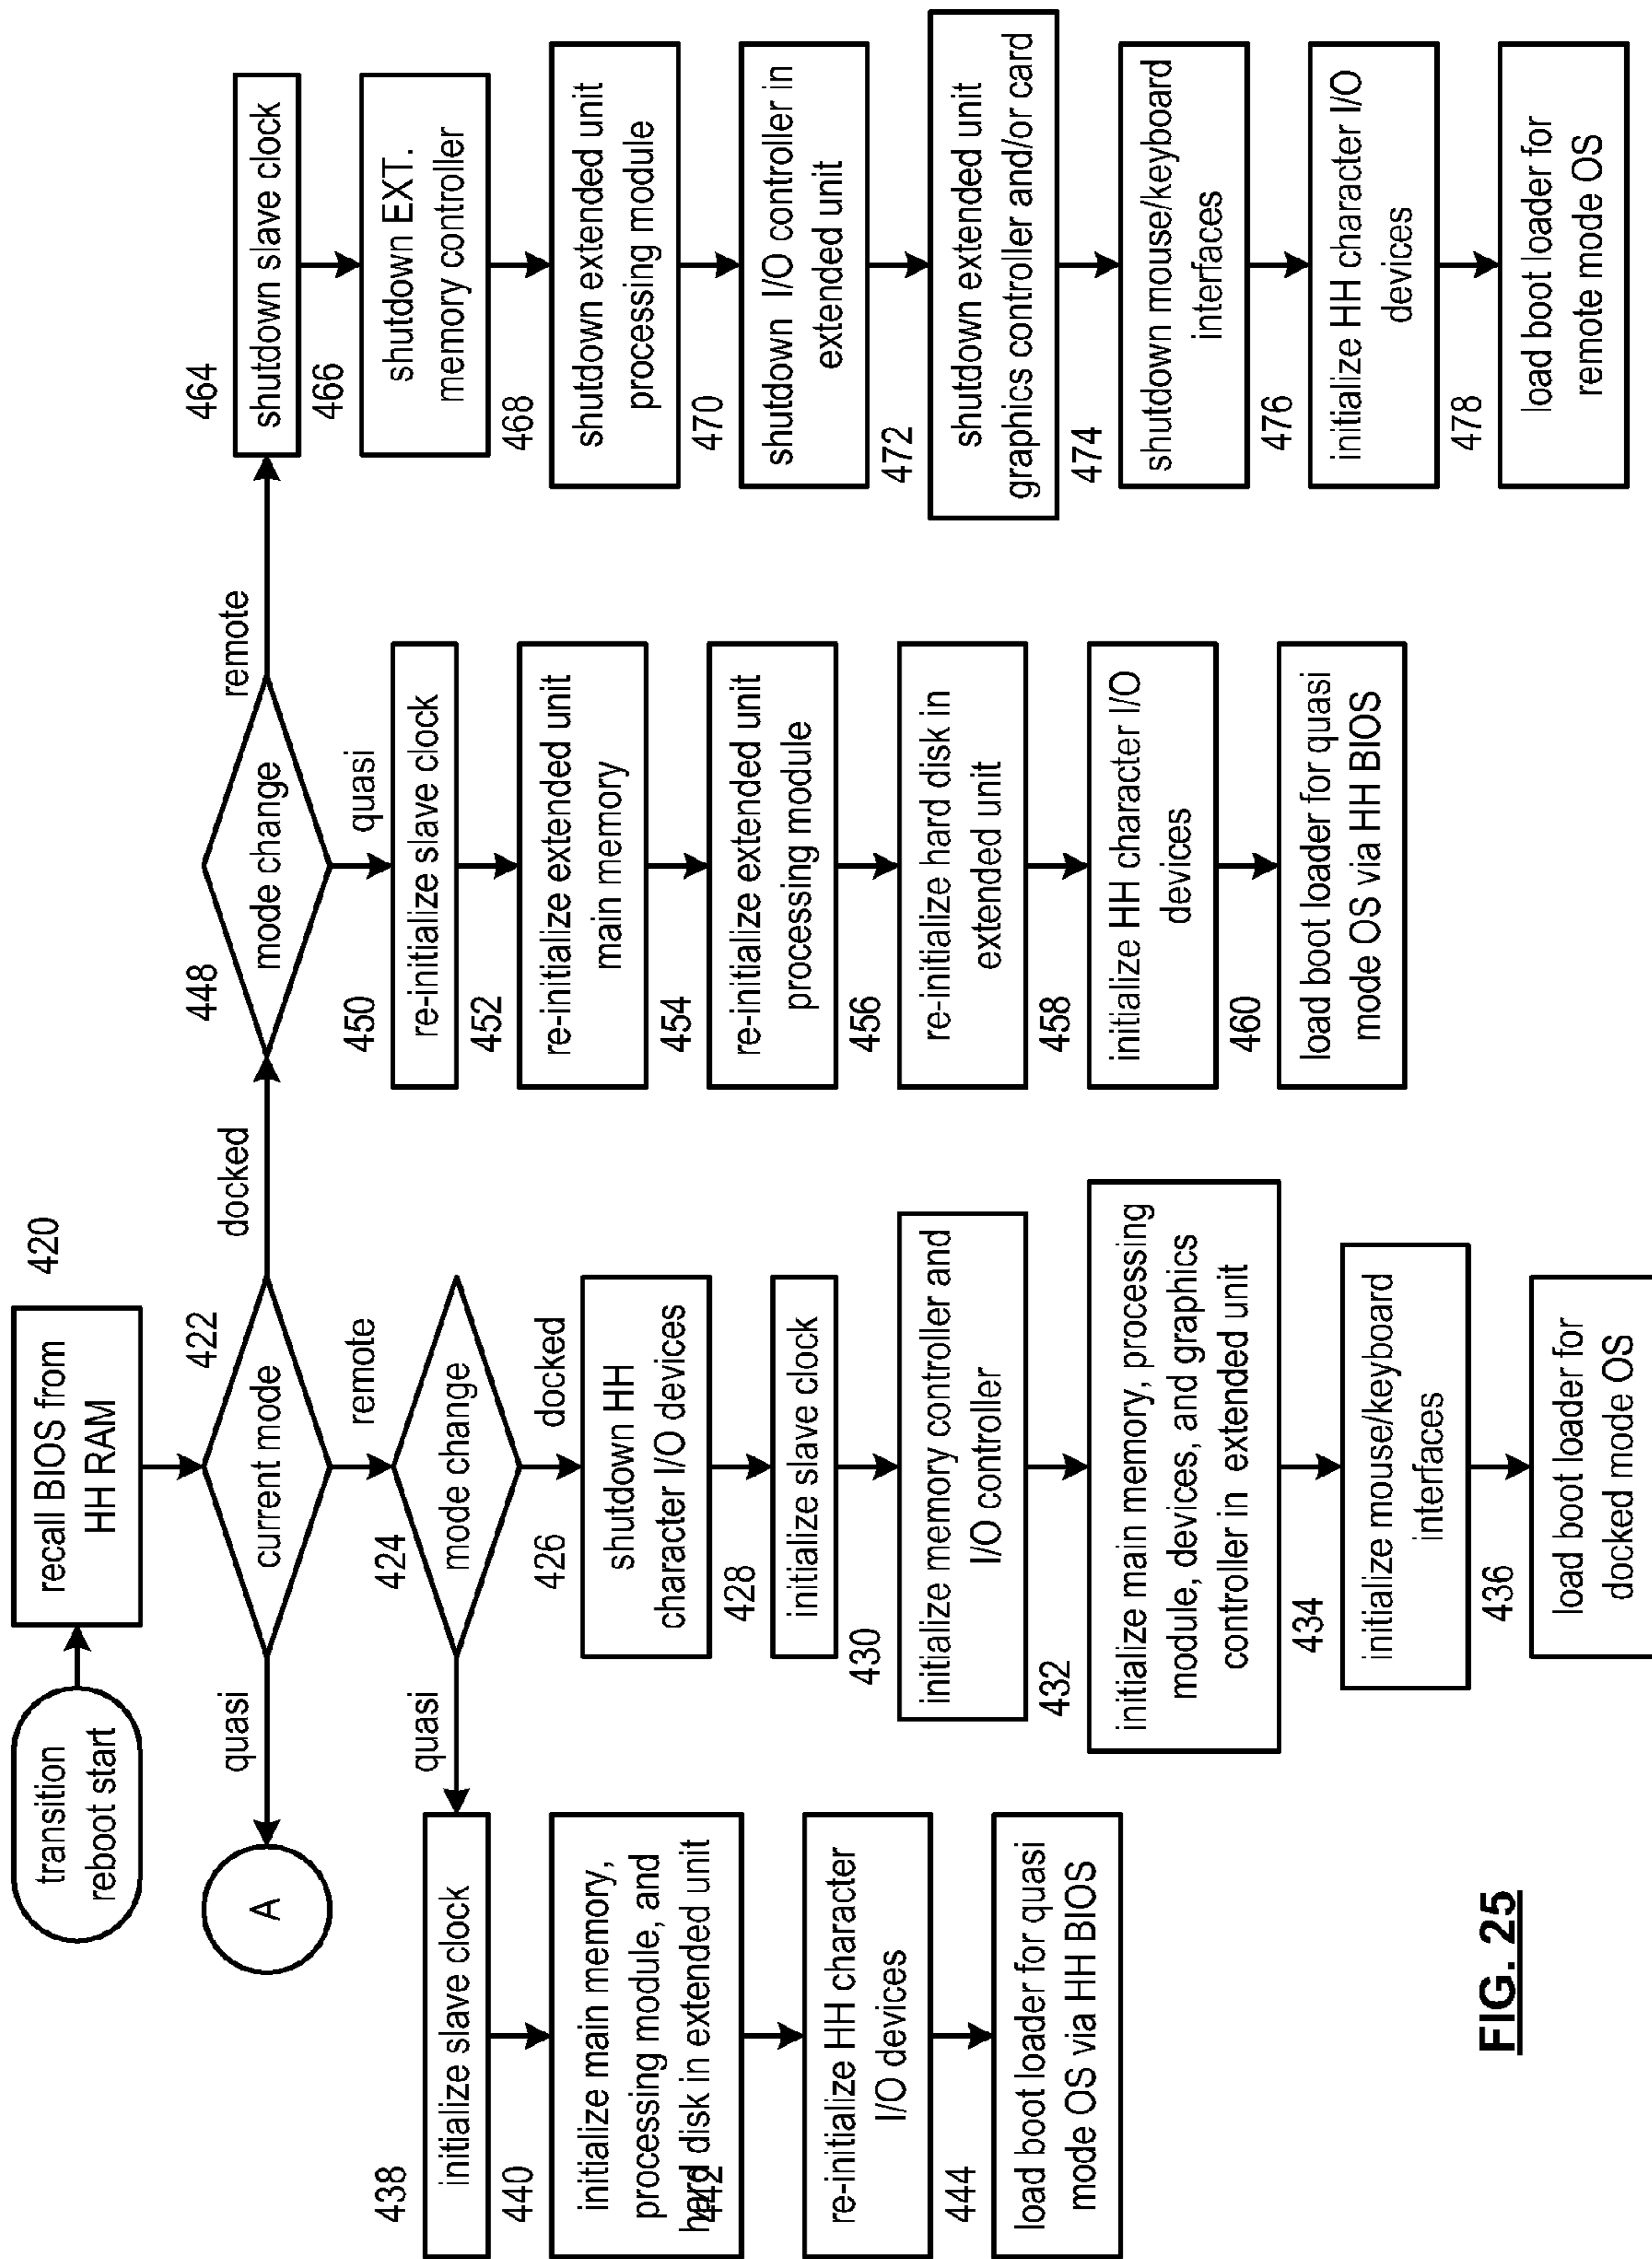 transition
reboot start
recall BIOS from
HH RAM
420
A
quasi
current mode
422
docked
remote
424
mode change
quasi
docked
438
initialize slave clock
440
initialize main memory,
processing module, and
hard disk in extended unit
442
re-initialize HH character
I/O devices
444
load boot loader for quasi
mode OS via HH BIOS
426
shutdown HH
character I/O devices
428
initialize slave clock
430
initialize memory controller and
I/O controller
432
initialize main memory, processing
module, devices, and graphics
controller in extended unit
434
initialize mouse/keyboard
interfaces
436
load boot loader for
docked mode OS
448
mode change
remote
quasi
450
re-initialize slave clock
452
re-initialize extended unit
main memory
454
re-initialize extended unit
processing module
456
re-initialize hard disk in
extended unit
458
initialize HH character I/O
devices
460
load boot loader for quasi
mode OS via HH BIOS
464
shutdown slave clock
466
shutdown EXT.
memory controller
468
shutdown extended unit
processing module
470
shutdown I/O controller in
extended unit
472
shutdown extended unit
graphics controller and/or card
474
shutdown mouse/keyboard
interfaces
476
initialize HH character I/O
devices
478
load boot loader for
remote mode OS
FIG. 25